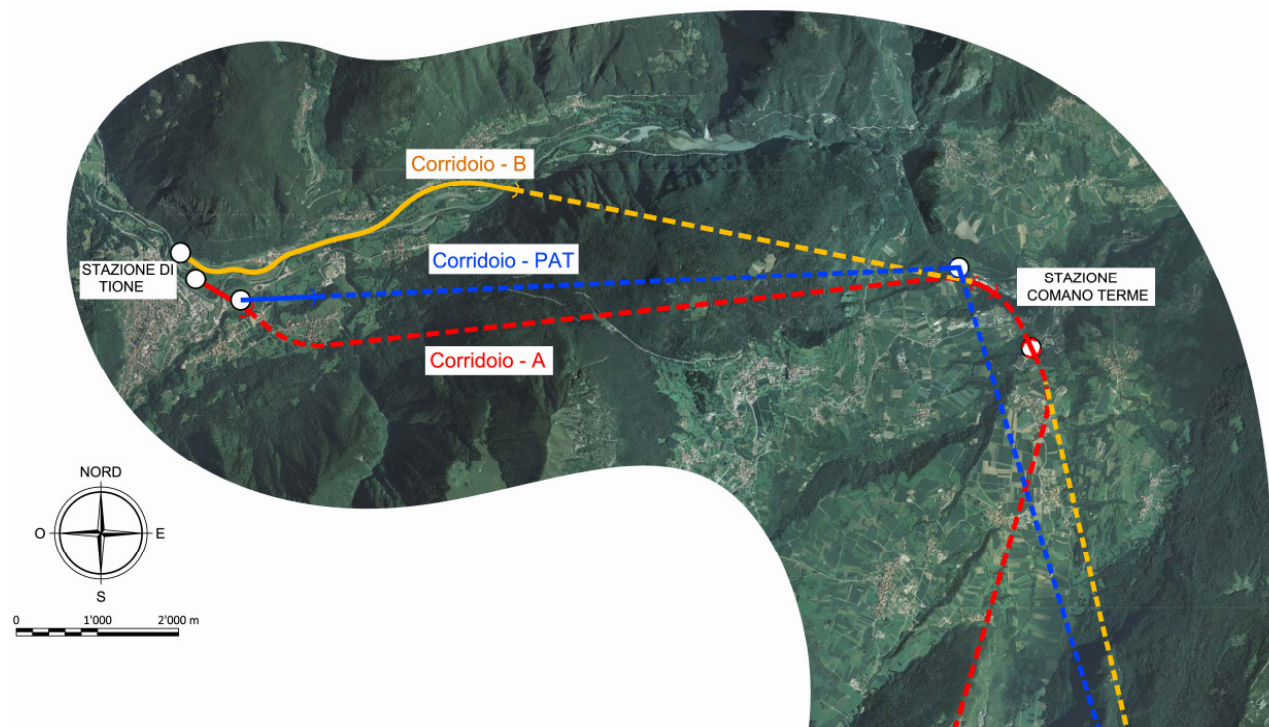 Corridoio - B
STAZIONE DI
TIONE
Corridoio - PAT
STAZIONE
COMANO TERME
Corridoio - A
NORD
O
E
S
0
1'000
2'000 m